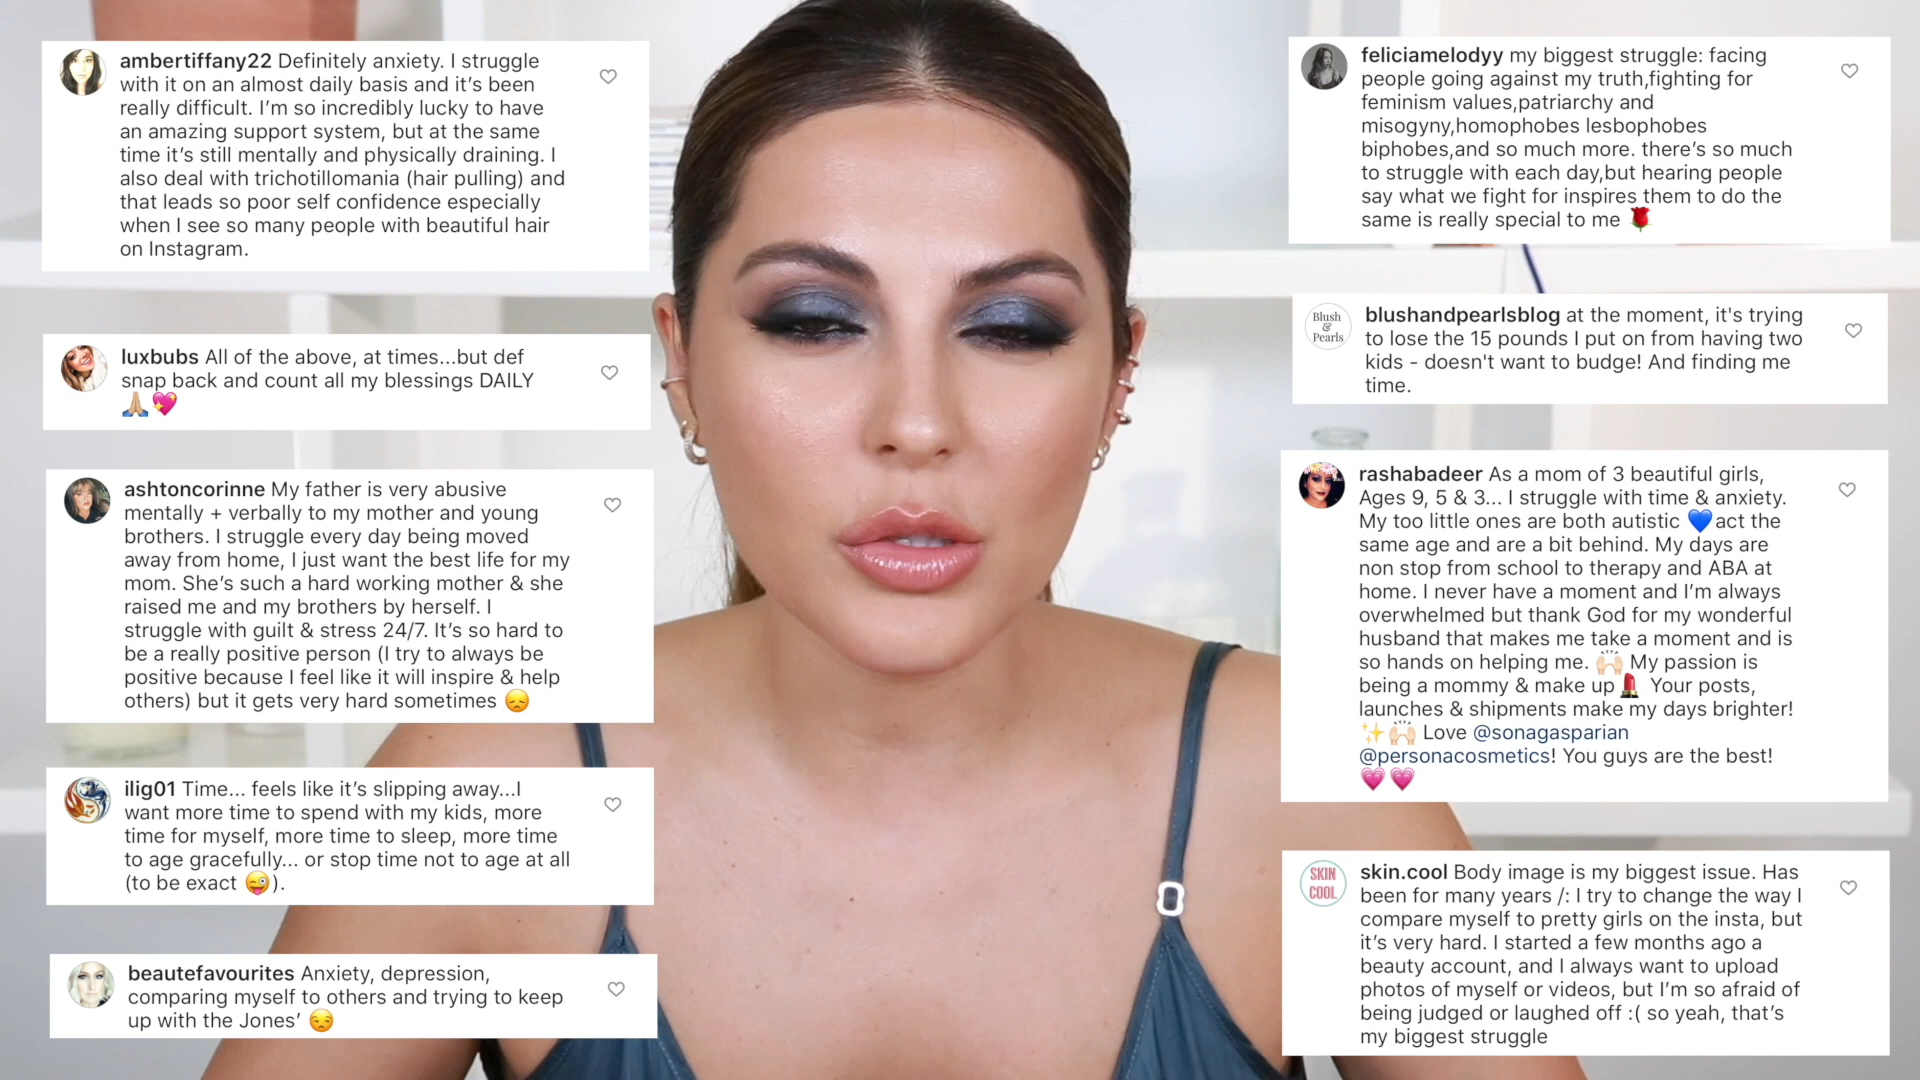 ambertiffany22 Definitely anxiety. I struggle
with it on an almost daily basis and it's been
really difficult. I'm so incredibly lucky to have
an amazing support system, but at the same
time it's still mentally and physically draining. I
also deal with trichotillomania (hair pulling) and
that leads so poor self confidence especially
when I see so many people with beautiful hair
on Instagram.
luxbubs All of the above, at times...but def
snap back and count all my blessings DAILY
🙏🏼💖
ashtoncorinne My father is very abusive
mentally + verbally to my mother and young
brothers. I struggle every day being moved
away from home, I just want the best life for my
mom. She's such a hard working mother & she
raised me and my brothers by herself. I
struggle with guilt & stress 24/7. It's so hard to
be a really positive person (I try to always be
positive because I feel like it will inspire & help
others) but it gets very hard sometimes 😞
ilig01 Time... feels like it's slipping away...I
want more time to spend with my kids, more
time for myself, more time to sleep, more time
to age gracefully... or stop time not to age at all
(to be exact 😜).
beautefavourites Anxiety, depression,
comparing myself to others and trying to keep
up with the Jones' 😒
feliciamelodyy my biggest struggle: facing
people going against my truth,fighting for
feminism values,patriarchy and
misogyny,homophobes lesbophobes
biphobes,and so much more. there's so much
to struggle with each day,but hearing people
say what we fight for inspires them to do the
same is really special to me 🌹
Blush
&
Pearls
blushandpearlsblog at the moment, it's trying
to lose the 15 pounds I put on from having two
kids - doesn't want to budge! And finding me
time.
rashabadeer As a mom of 3 beautiful girls,
Ages 9, 5 & 3... I struggle with time & anxiety.
My too little ones are both autistic 💙act the
same age and are a bit behind. My days are
non stop from school to therapy and ABA at
home. I never have a moment and I'm always
overwhelmed but thank God for my wonderful
husband that makes me take a moment and is
so hands on helping me. 🙌🏻 My passion is
being a mommy & make up💄 Your posts,
launches & shipments make my days brighter!
✨🙌🏻 Love @sonagasparian
@personacosmetics! You guys are the best!
💗💗
SKIN
COOL
skin.cool Body image is my biggest issue. Has
been for many years /: I try to change the way I
compare myself to pretty girls on the insta, but
it's very hard. I started a few months ago a
beauty account, and I always want to upload
photos of myself or videos, but I'm so afraid of
being judged or laughed off :( so yeah, that's
my biggest struggle